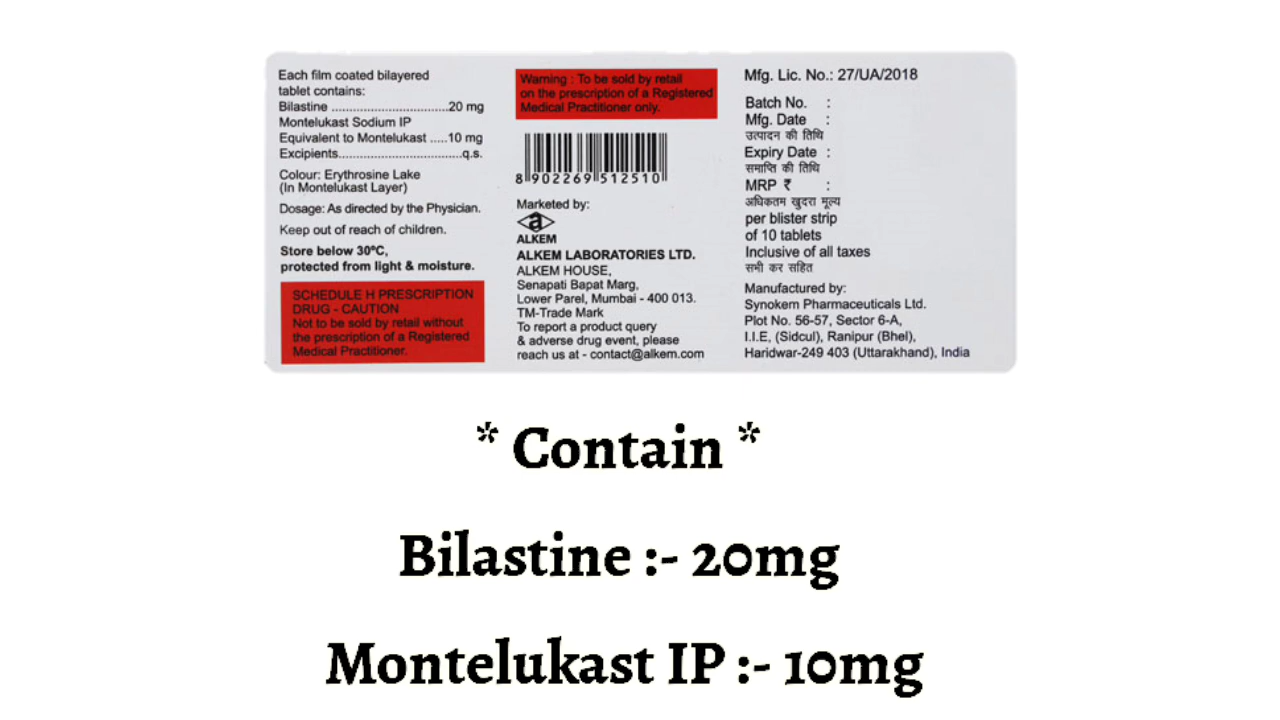 Each film coated bilayered
tablet contains:
Bilastine ..................................20 mg
Montelukast Sodium IP
Equivalent to Montelukast .....10 mg
Excipients....................................q.s.
Colour: Erythrosine Lake
(In Montelukast Layer)
Dosage: As directed by the Physician.
Keep out of reach of children.
Store below 30ºC,
protected from light & moisture.
SCHEDULE H PRESCRIPTION
DRUG - CAUTION
Not to be sold by retail without
the prescription of a Registered
Medical Practitioner.
Warning : To be sold by retail
on the prescription of a Registered
Medical Practitioner only.
8 902269 512510
Marketed by:
a
ALKEM
ALKEM LABORATORIES LTD.
ALKEM HOUSE,
Senapati Bapat Marg,
Lower Parel, Mumbai - 400 013.
TM-Trade Mark
To report a product query
& adverse drug event, please
reach us at - contact@alkem.com
Mfg. Lic. No.: 27/UA/2018
Batch No. :
Mfg. Date :
उत्पादन की तिथि
Expiry Date :
समाप्ति की तिथि
MRP ₹ :
अधिकतम खुदरा मूल्य
per blister strip
of 10 tablets
Inclusive of all taxes
सभी कर सहित
Manufactured by:
Synokem Pharmaceuticals Ltd.
Plot No. 56-57, Sector 6-A,
I.I.E, (Sidcul), Ranipur (Bhel),
Haridwar-249 403 (Uttarakhand), India
* Contain *
Bilastine :- 20mg
Montelukast IP :- 10mg